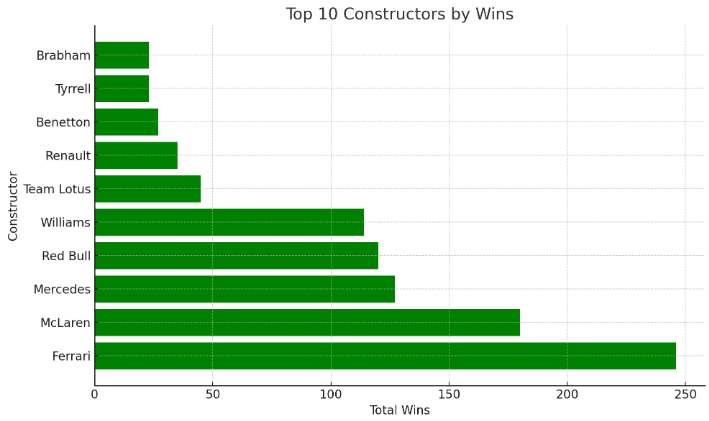 Top 10 Constructors by Wins
Constructor
Brabham
Tyrrell
Benetton
Renault
Team Lotus
Williams
Red Bull
Mercedes
McLaren
Ferrari
0 50 100 150 200 250
Total Wins